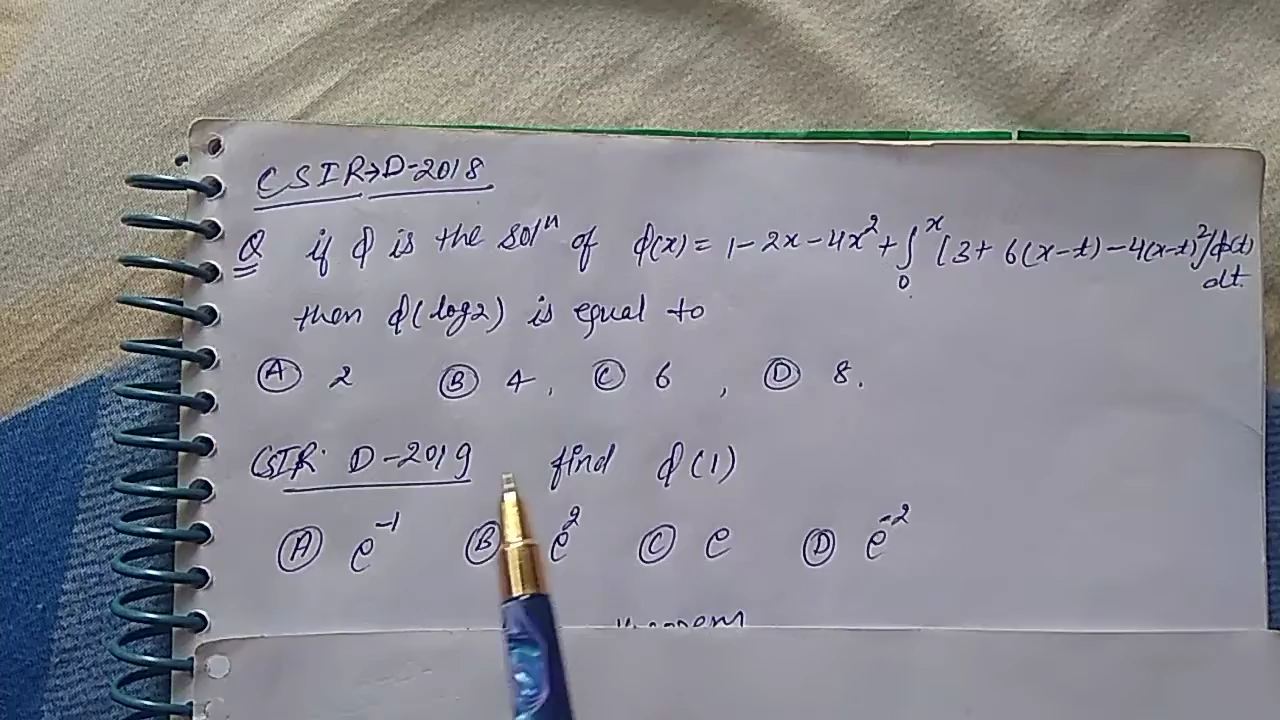 CSIR→D-2018
Q if ϕ is the solⁿ of ϕ(x) = 1-2x-4x²+∫₀ˣ[3+6(x-t)-4(x-t)²]ϕ(t)
dt.
then ϕ(log2) is equal to
Ⓐ 2 Ⓑ 4, Ⓒ 6, Ⓓ 8.
CSIR· D-2019 find ϕ(1)
Ⓐ e⁻¹ Ⓑ e² Ⓒ e Ⓓ e⁻²